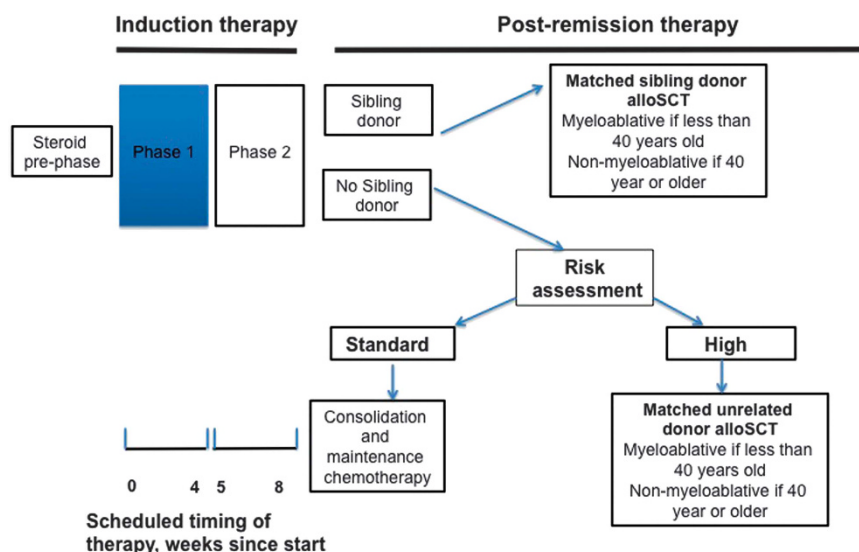 Induction therapy
Post-remission therapy
Steroid
pre-phase
Phase 1
Phase 2
Sibling
donor
No Sibling
donor
Matched sibling donor
alloSCT
Myeloablative if less than
40 years old
Non-myeloablative if 40
year or older
Risk
assessment
Standard
High
Consolidation
and
maintenance
chemotherapy
Matched unrelated
donor alloSCT
Myeloablative if less than
40 years old
Non-myeloablative if 40
year or older
0 4 5 8
Scheduled timing of
therapy, weeks since start